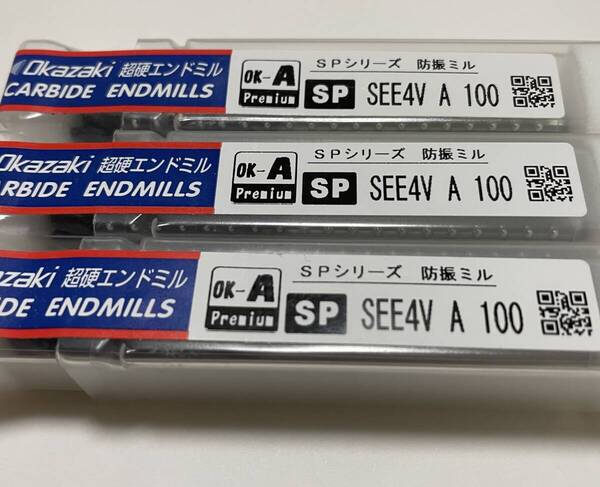 Okazaki 超硬エンドミル
CARBIDE ENDMILLS
OK-A
Premium
SPシリーズ 防振ミル
SP SEE4V A 100
Okazaki 超硬エンドミル
ARBIDE ENDMILLS
OK-A
Premium
SPシリーズ 防振ミル
SP SEE4V A 100
kazaki 超硬エンドミル
IDE ENDMILLS
OK-A
Premium
SPシリーズ 防振ミル
SP SEE4V A 100